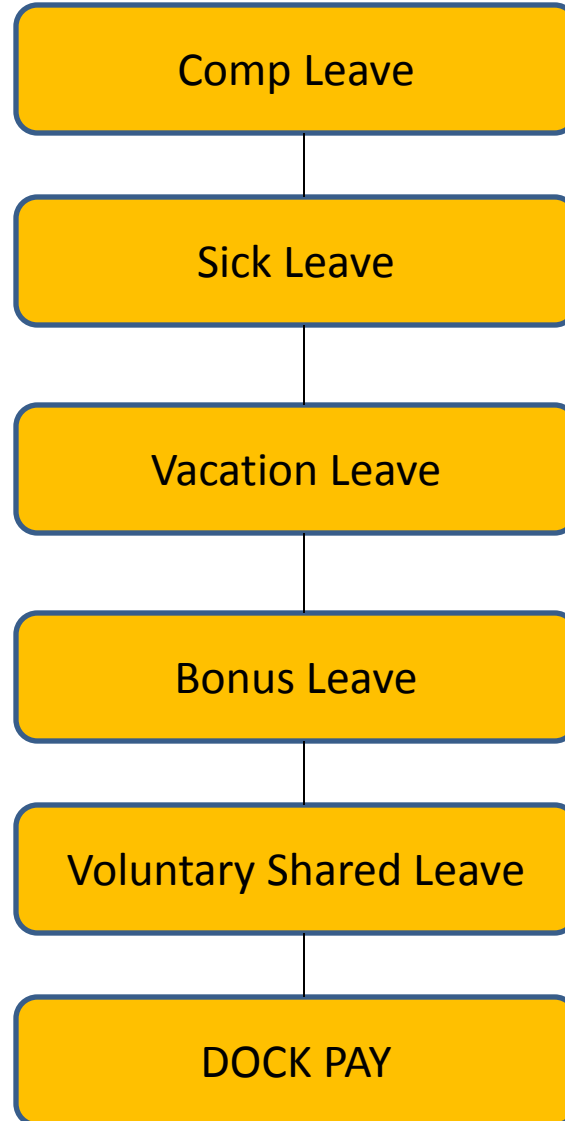 Comp Leave
Sick Leave
Vacation Leave
Bonus Leave
Voluntary Shared Leave
DOCK PAY